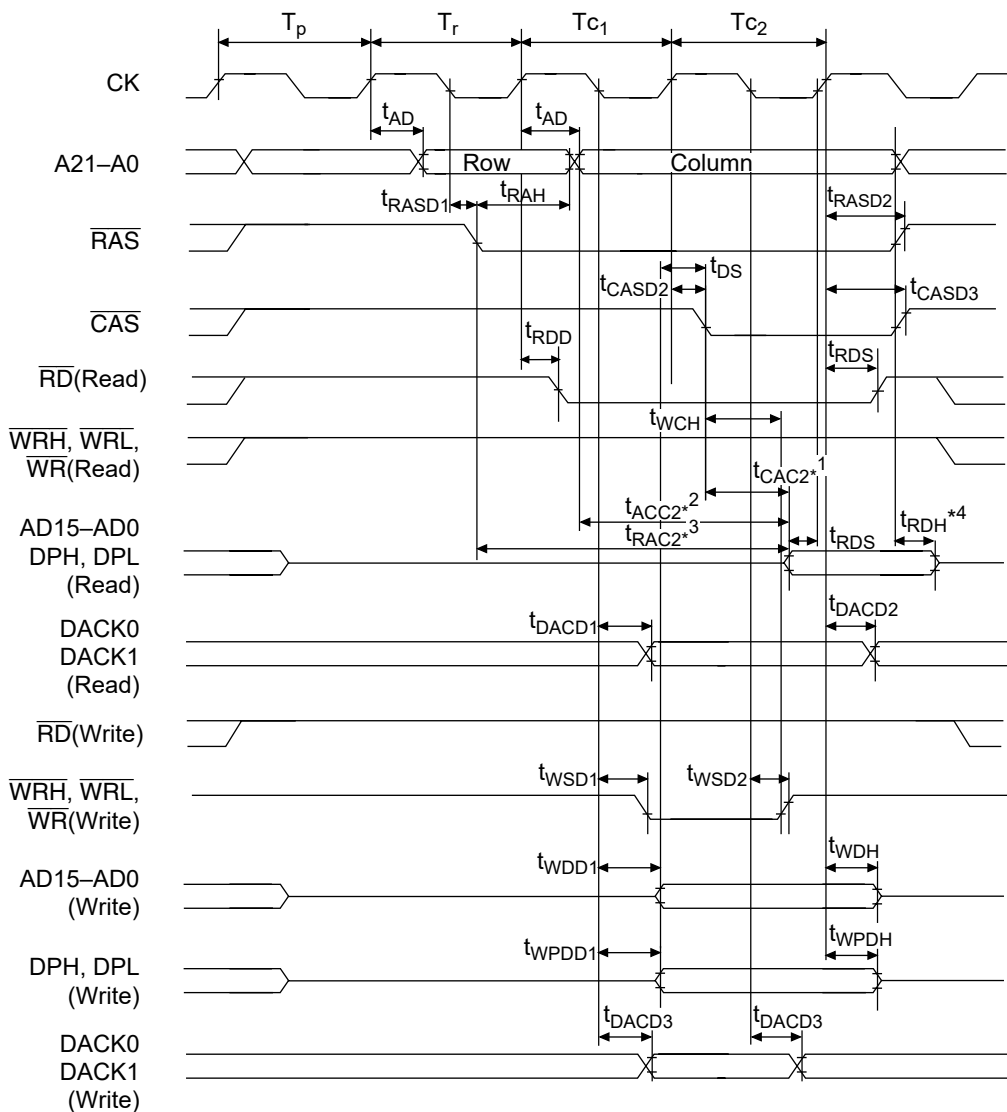 Tp Tr Tc1 Tc2
CK
tAD tAD
A21–A0 Row Column
tRASD1 tRAH tRASD2
RAS
tDS
tCASD2 tCASD3
CAS
tRDD tRDS
RD(Read)
tWCH
WRH, WRL,
WR(Read)
tCAC2*1
tACC2*2
AD15–AD0 tRDH*4
DPH, DPL tRAC2*3 tRDS
(Read)
DACK0 tDACD1 tDACD2
DACK1
(Read)
RD(Write)
WRH, WRL, tWSD1 tWSD2
WR(Write)
tWDD1 tWDH
AD15–AD0
(Write)
tWPDD1 tWPDH
DPH, DPL
(Write)
tDACD3 tDACD3
DACK0
DACK1
(Write)